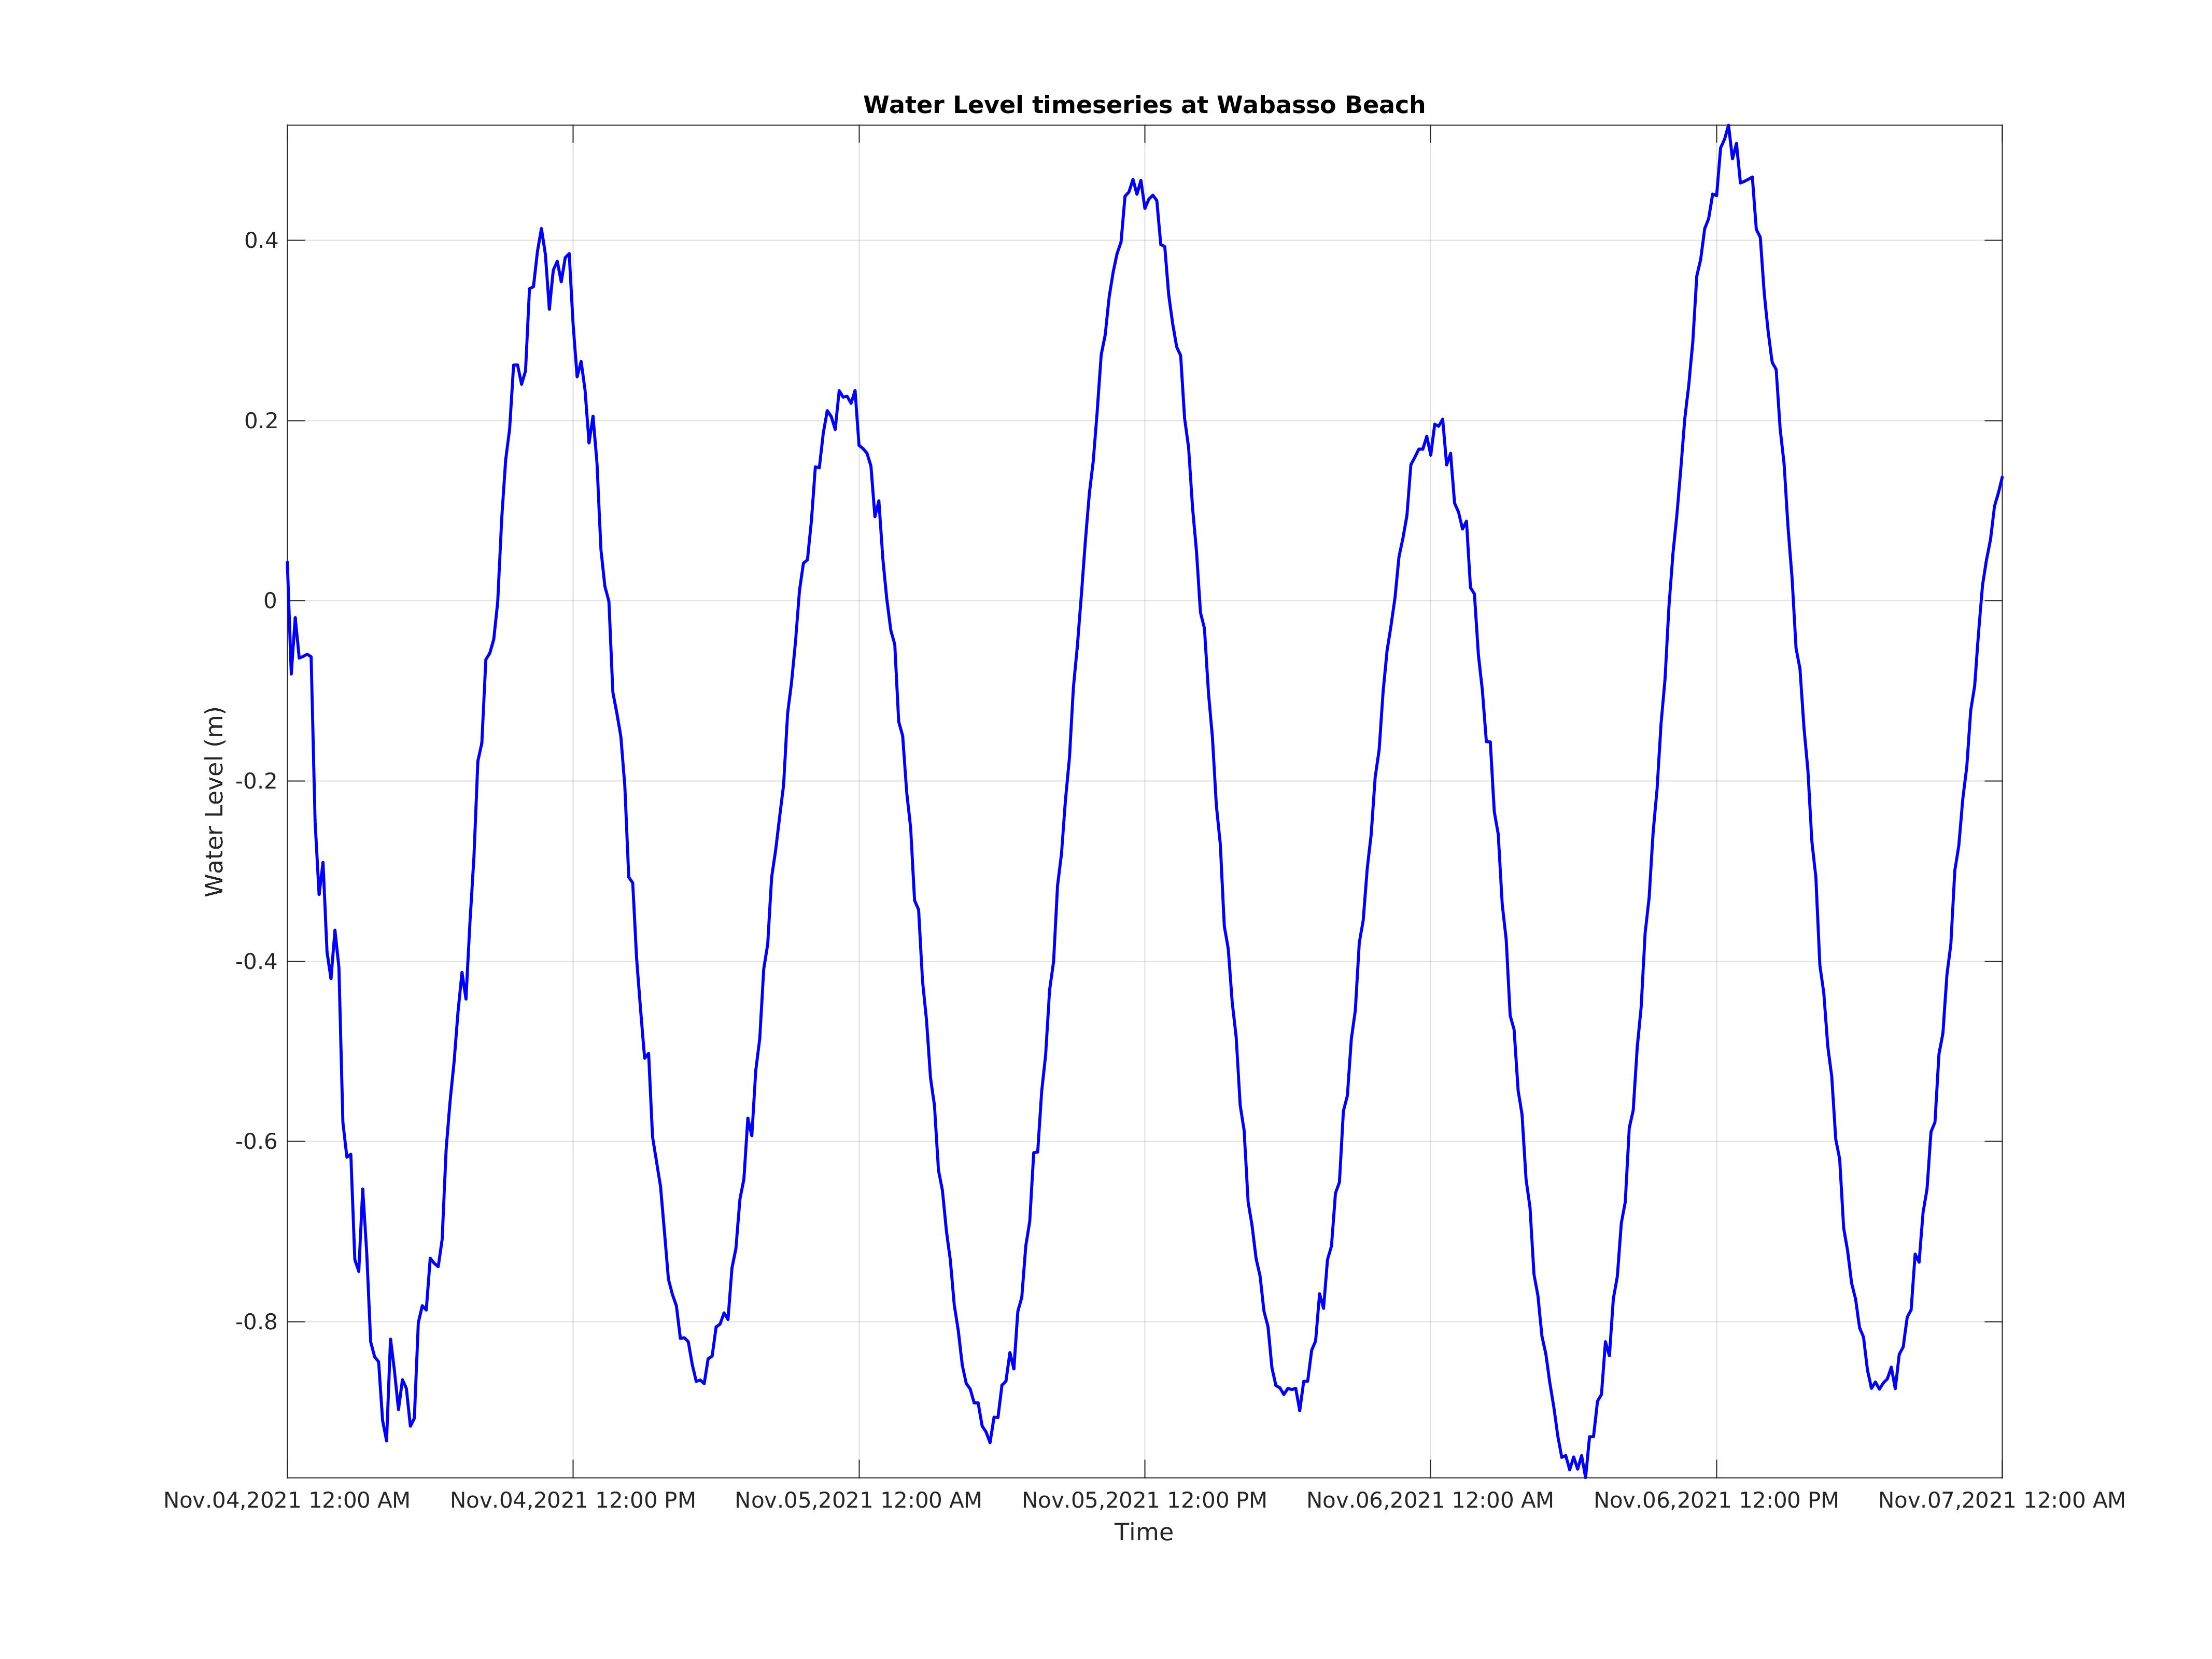 Water Level timeseries at Wabasso Beach
0.4
0.2
0
-0.2
-0.4
-0.6
-0.8
Water Level (m)
Nov.04,2021 12:00 AM Nov.04,2021 12:00 PM Nov.05,2021 12:00 AM Nov.05,2021 12:00 PM Nov.06,2021 12:00 AM Nov.06,2021 12:00 PM Nov.07,2021 12:00 AM
Time